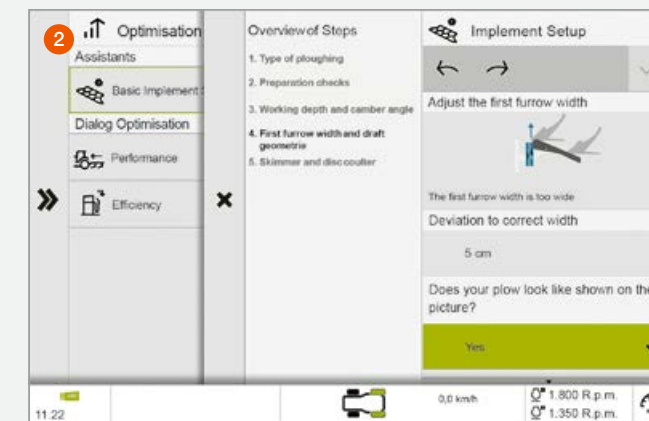 2
Optimisation
Assistants
Basic Implement
Dialog Optimisation
Performance
Efficiency
Overview of Steps
1. Type of ploughing
2. Preparation checks
3. Working depth and camber angle
4. First furrow width and draft
geometrie
5. Skimmer and disc coulter
Implement Setup
Adjust the first furrow width
The first furrow width is too wide
Deviation to correct width
5 cm
Does your plow look like shown on the
picture?
Yes
11 22
0,0 km/h
1.800 R.p.m.
1.350 R.p.m.